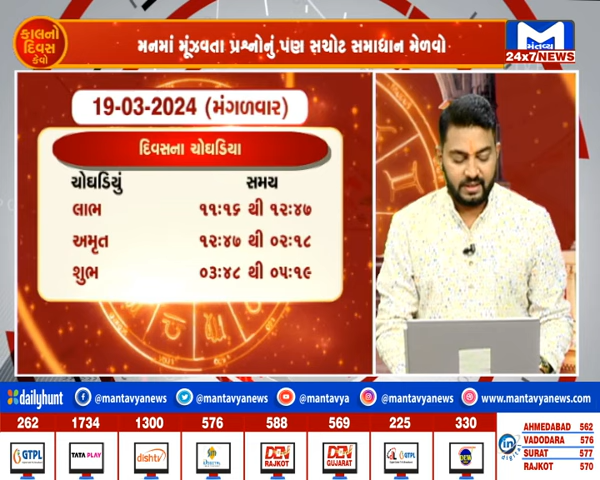 કાલનો
દિવસ
કેવો
મનમાં મૂંઝવતા પ્રશ્નોનું પણ સચોટ સમાધાન મેળવો
મંતવ્ય
24x7NEWS
19-03-2024 (મંગળવાર)
દિવસના ચોઘડિયા
ચોઘડિયું સમય
લાભ ૧૧:૧૬ થી ૧૨:૪૭
અમૃત ૧૨:૪૭ થી ૦૨:૧૮
શુભ ૦૩:૪૮ થી ૦૫:૧૯
dailyhunt @mantavyanews @mantavyanews @mantavya @mantavyanews www.mantavyanews.com
262 1734 1300 576 588 569 225 330
GTPL TATA PLAY dishtv DEN RAJKOT DEN GUJARAT GTPL DEW
in digital
AHMEDABAD 562
VADODARA 576
SURAT 577
RAJKOT 570